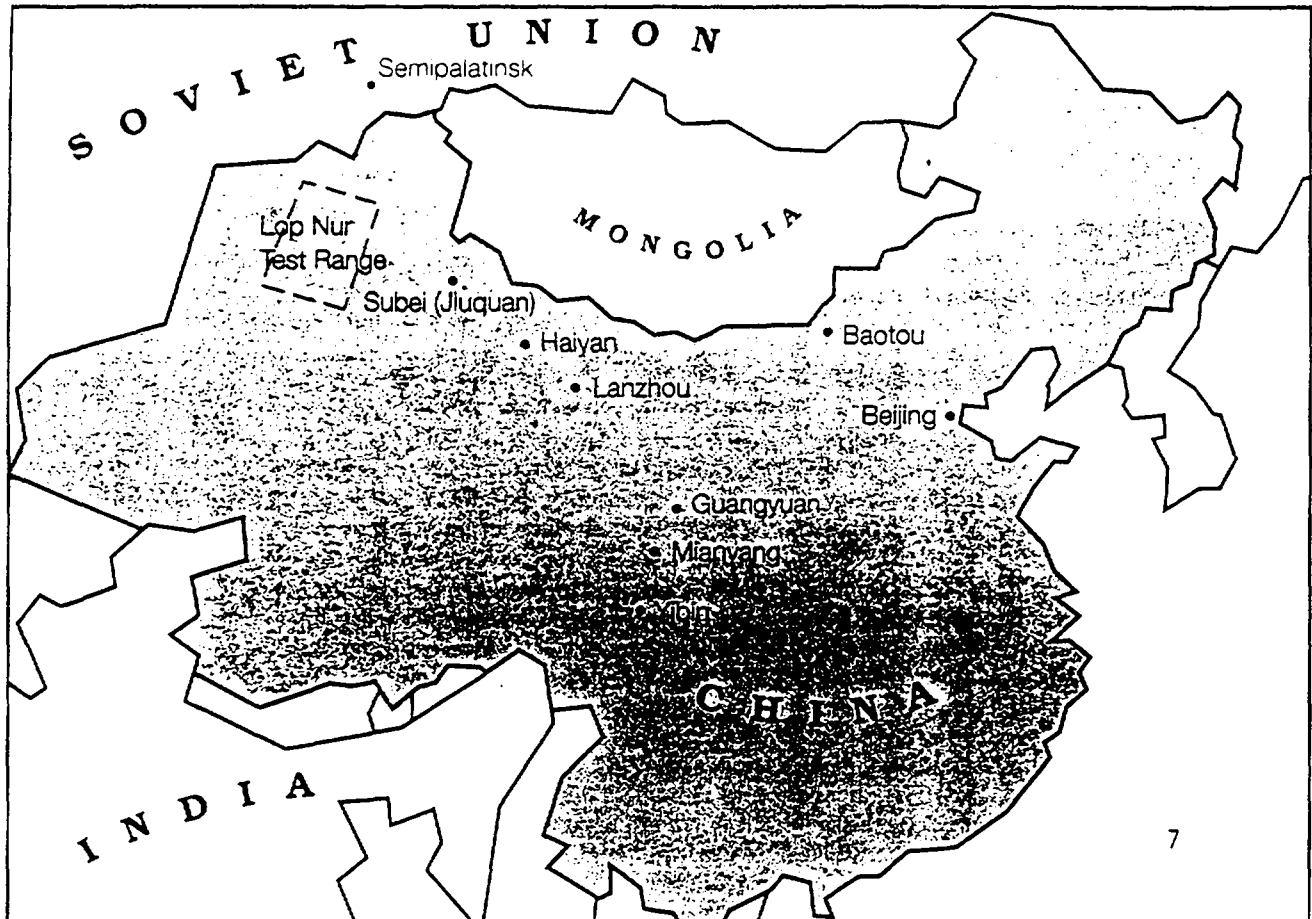 SOVIET UNION
Semipalatinsk
MONGOLIA
Lop Nur
Test Range
Subei (Jiuquan)
Haiyan
Baotou
Lanzhou
Beijing
Guangyuan
Mianyang
Yibin
CHINA
INDIA
7